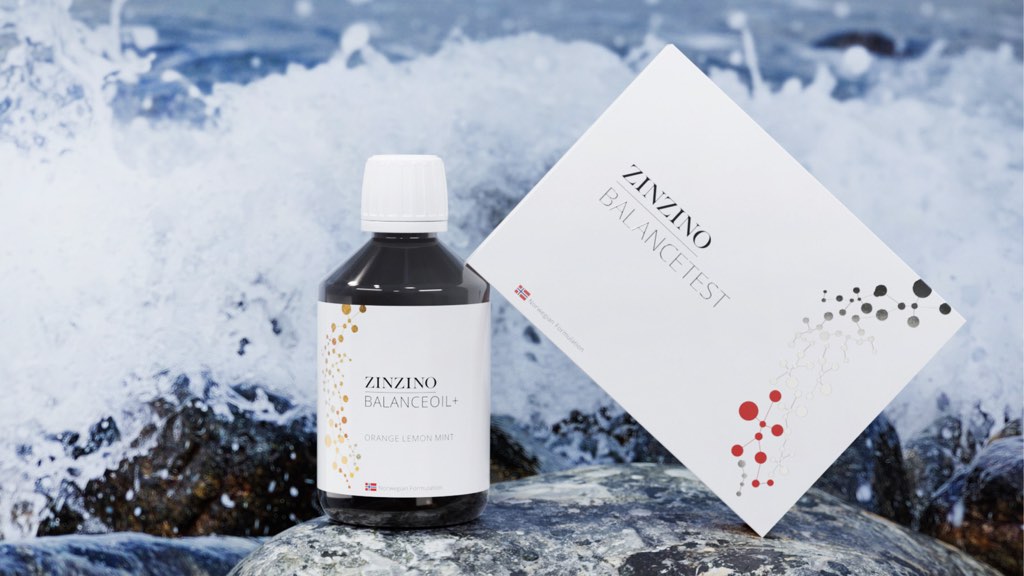 ZINZINO
BALANCEOIL+
ORANGE LEMON MINT
Norwegian Formulation
ZINZINO
BALANCETEST
Norwegian Formulation